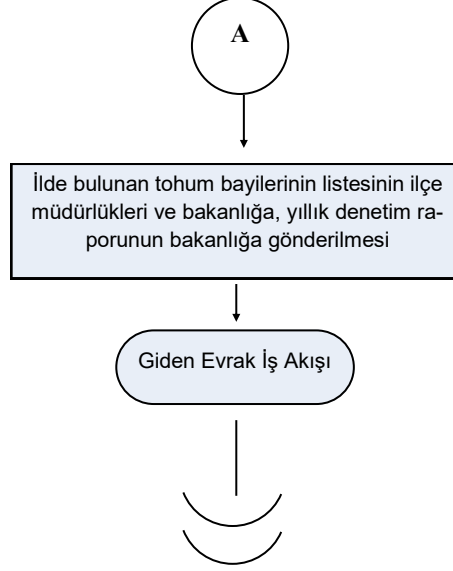 A
İlde bulunan tohum bayilerinin listesinin ilçe
müdürlükleri ve bakanlığa, yıllık denetim ra-
porunun bakanlığa gönderilmesi
Giden Evrak İş Akışı